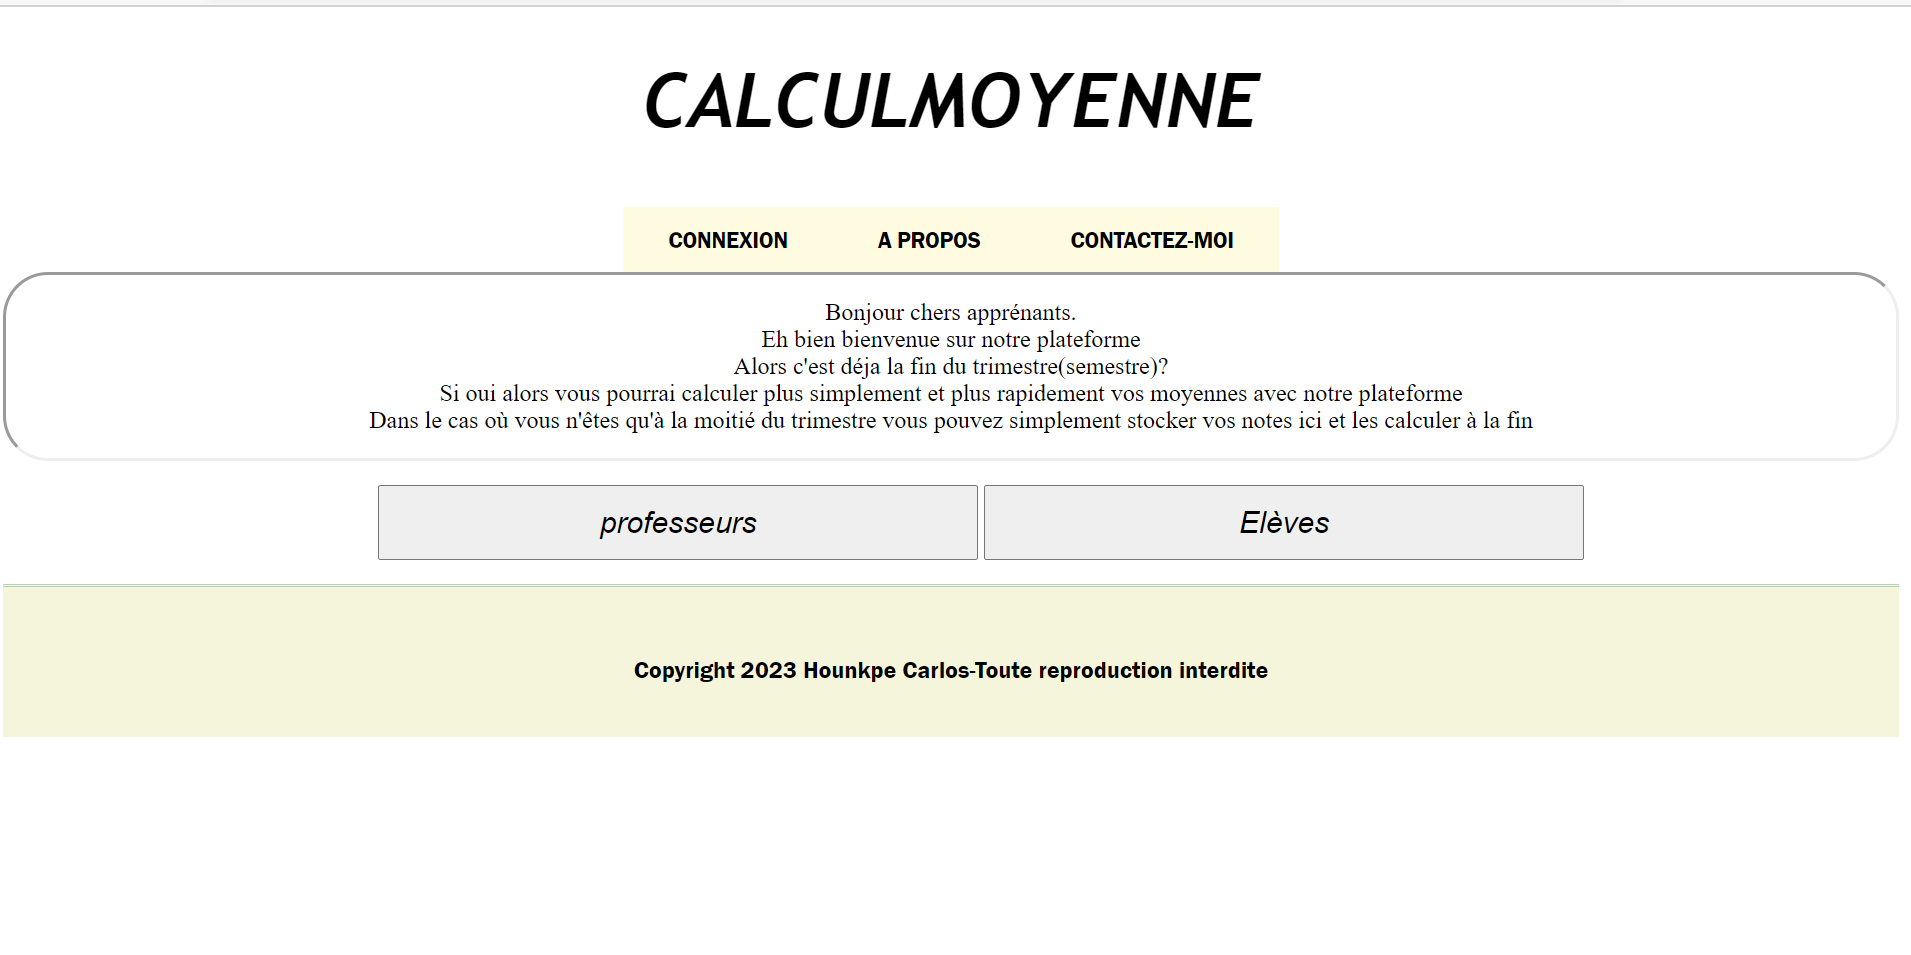 CALCULMOYENNE
CONNEXION A PROPOS CONTACTEZ-MOI
Bonjour chers apprénants.
Eh bien bienvenue sur notre plateforme
Alors c'est déja la fin du trimestre(semestre)?
Si oui alors vous pourrai calculer plus simplement et plus rapidement vos moyennes avec notre plateforme
Dans le cas où vous n'êtes qu'à la moitié du trimestre vous pouvez simplement stocker vos notes ici et les calculer à la fin
professeurs Elèves
Copyright 2023 Hounkpe Carlos-Toute reproduction interdite